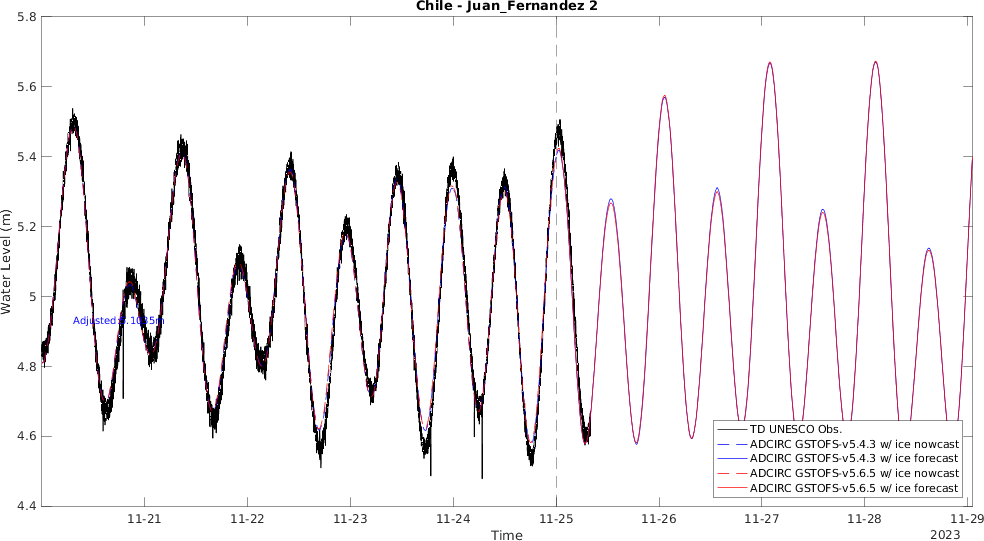 Chile - Juan_Fernandez 2
Water Level (m)
5.8
5.6
5.4
5.2
5
4.8
4.6
4.4
Adjusted:
11-21
11-22
11-23
11-24
11-25
11-26
11-27
11-28
11-29
Time
2023
TD UNESCO Obs.
ADCIRC GSTOFS-v5.4.3 w/ ice nowcast
ADCIRC GSTOFS-v5.4.3 w/ ice forecast
ADCIRC GSTOFS-v5.6.5 w/ ice nowcast
ADCIRC GSTOFS-v5.6.5 w/ ice forecast